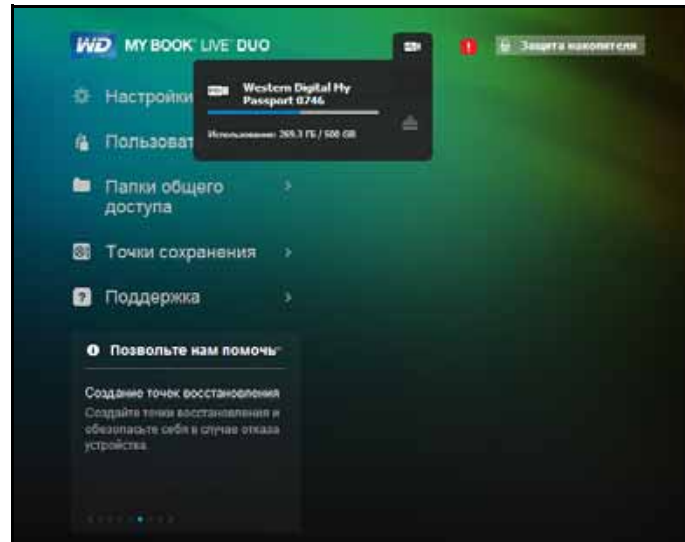 WD MY BOOK™ LIVE™ DUO
Защита накопителя
Western Digital My
Passport 0746
Использование: 269.3 ГБ / 500 GB
Настройки
Пользоват
Папки общего
доступа
Точки сохранения
Поддержка
Позвольте нам помочь
Создание точек восстановления
Создайте точки восстановления и
обезопасьте себя в случае отказа
устройства.